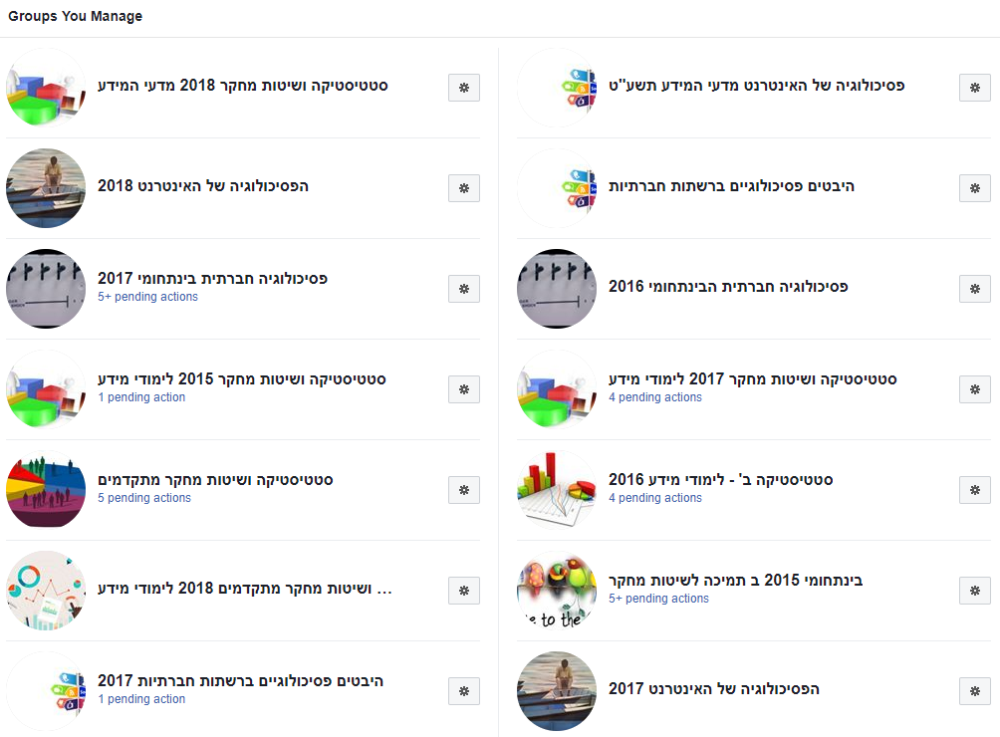 Groups You Manage
סטטיסטיקה ושיטות מחקר 2018 מדעי המידע
פסיכולוגיה של האינטרנט מדעי המידע תשע"ט
הפסיכולוגיה של האינטרנט 2018
היבטים פסיכולוגיים ברשתות חברתיות
פסיכולוגיה חברתית בינתחומי 2017
5+ pending actions
פסיכולוגיה חברתית הבינתחומי 2016
סטטיסטיקה ושיטות מחקר 2015 לימודי מידע
1 pending action
סטטיסטיקה ושיטות מחקר 2017 לימודי מידע
4 pending actions
סטטיסטיקה ושיטות מחקר מתקדמים
5 pending actions
סטטיסטיקה ב' - לימודי מידע 2016
4 pending actions
ושיטות מחקר מתקדמים 2018 לימודי מידע ...
בינתחומי 2015 ב תמיכה לשיטות מחקר
5+ pending actions
e to the
היבטים פסיכולוגיים ברשתות חברתיות 2017
1 pending action
הפסיכולוגיה של האינטרנט 2017